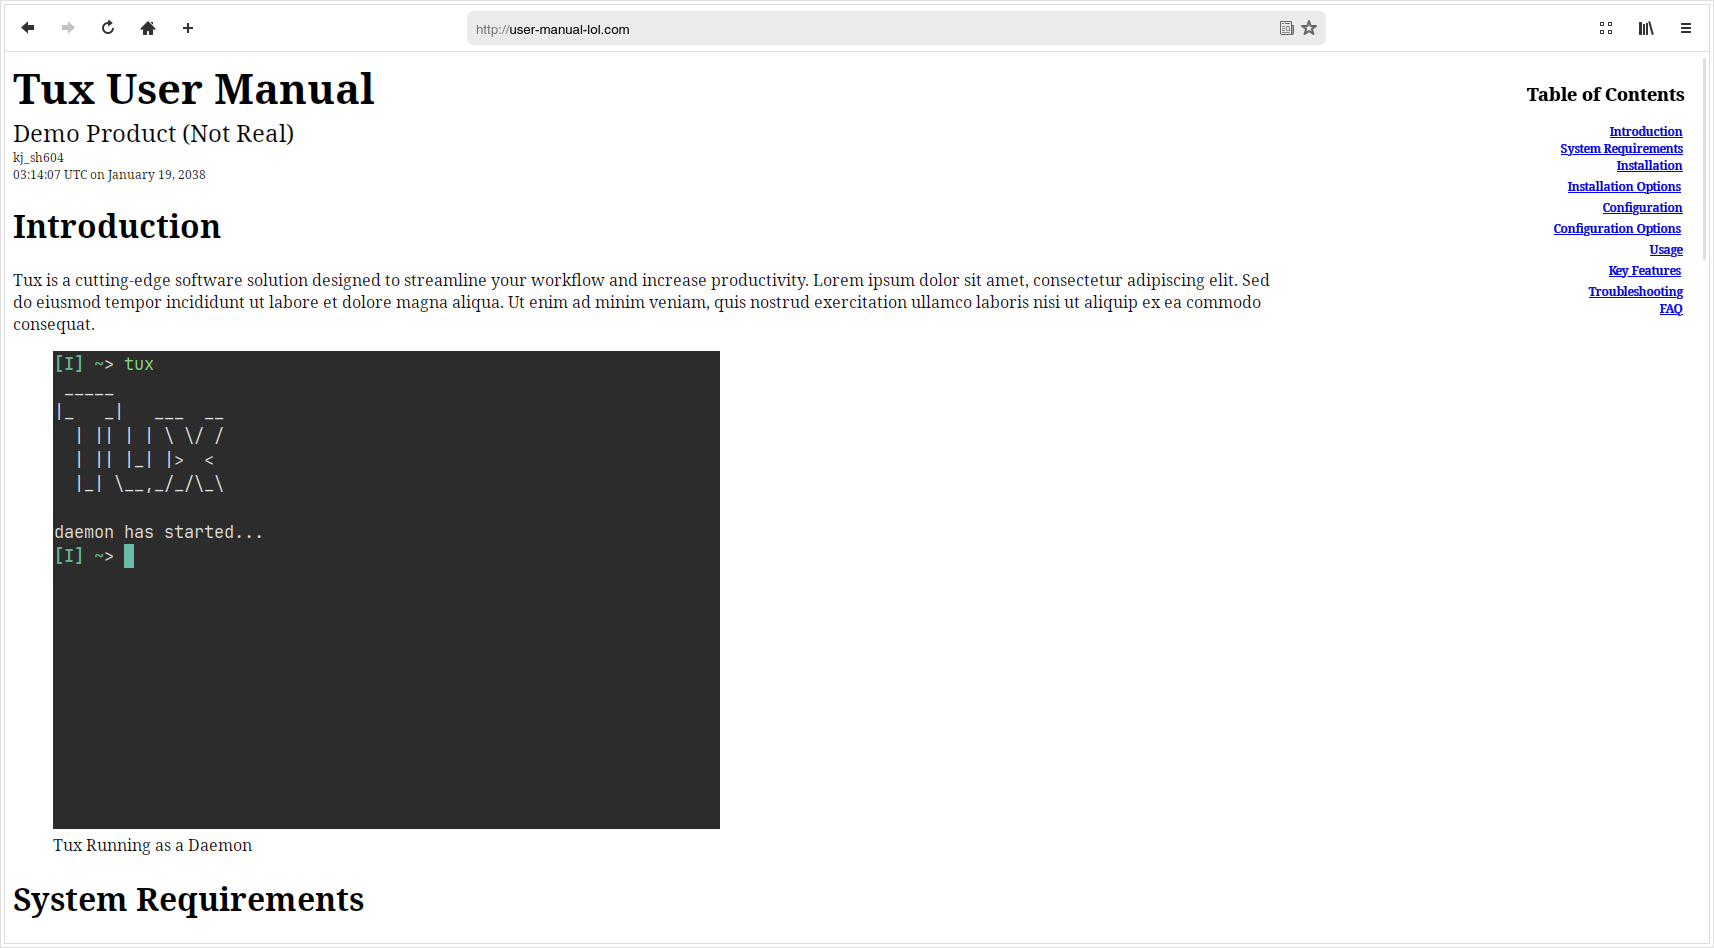 http://user-manual-lol.com
Tux User Manual
Demo Product (Not Real)
kj_sh604
03:14:07 UTC on January 19, 2038
Table of Contents
Introduction
System Requirements
Installation
Installation Options
Configuration
Configuration Options
Usage
Key Features
Troubleshooting
FAQ
Introduction
Tux is a cutting-edge software solution designed to streamline your workflow and increase productivity. Lorem ipsum dolor sit amet, consectetur adipiscing elit. Sed
do eiusmod tempor incididunt ut labore et dolore magna aliqua. Ut enim ad minim veniam, quis nostrud exercitation ullamco laboris nisi ut aliquip ex ea commodo
consequat.
[I] ~> tux
 _____
|_   _|   ___  __
  | || | | \ \/ /
  | || |_| |>  <
  |_| \__,_/_/\_\
daemon has started...
[I] ~>
Tux Running as a Daemon
System Requirements